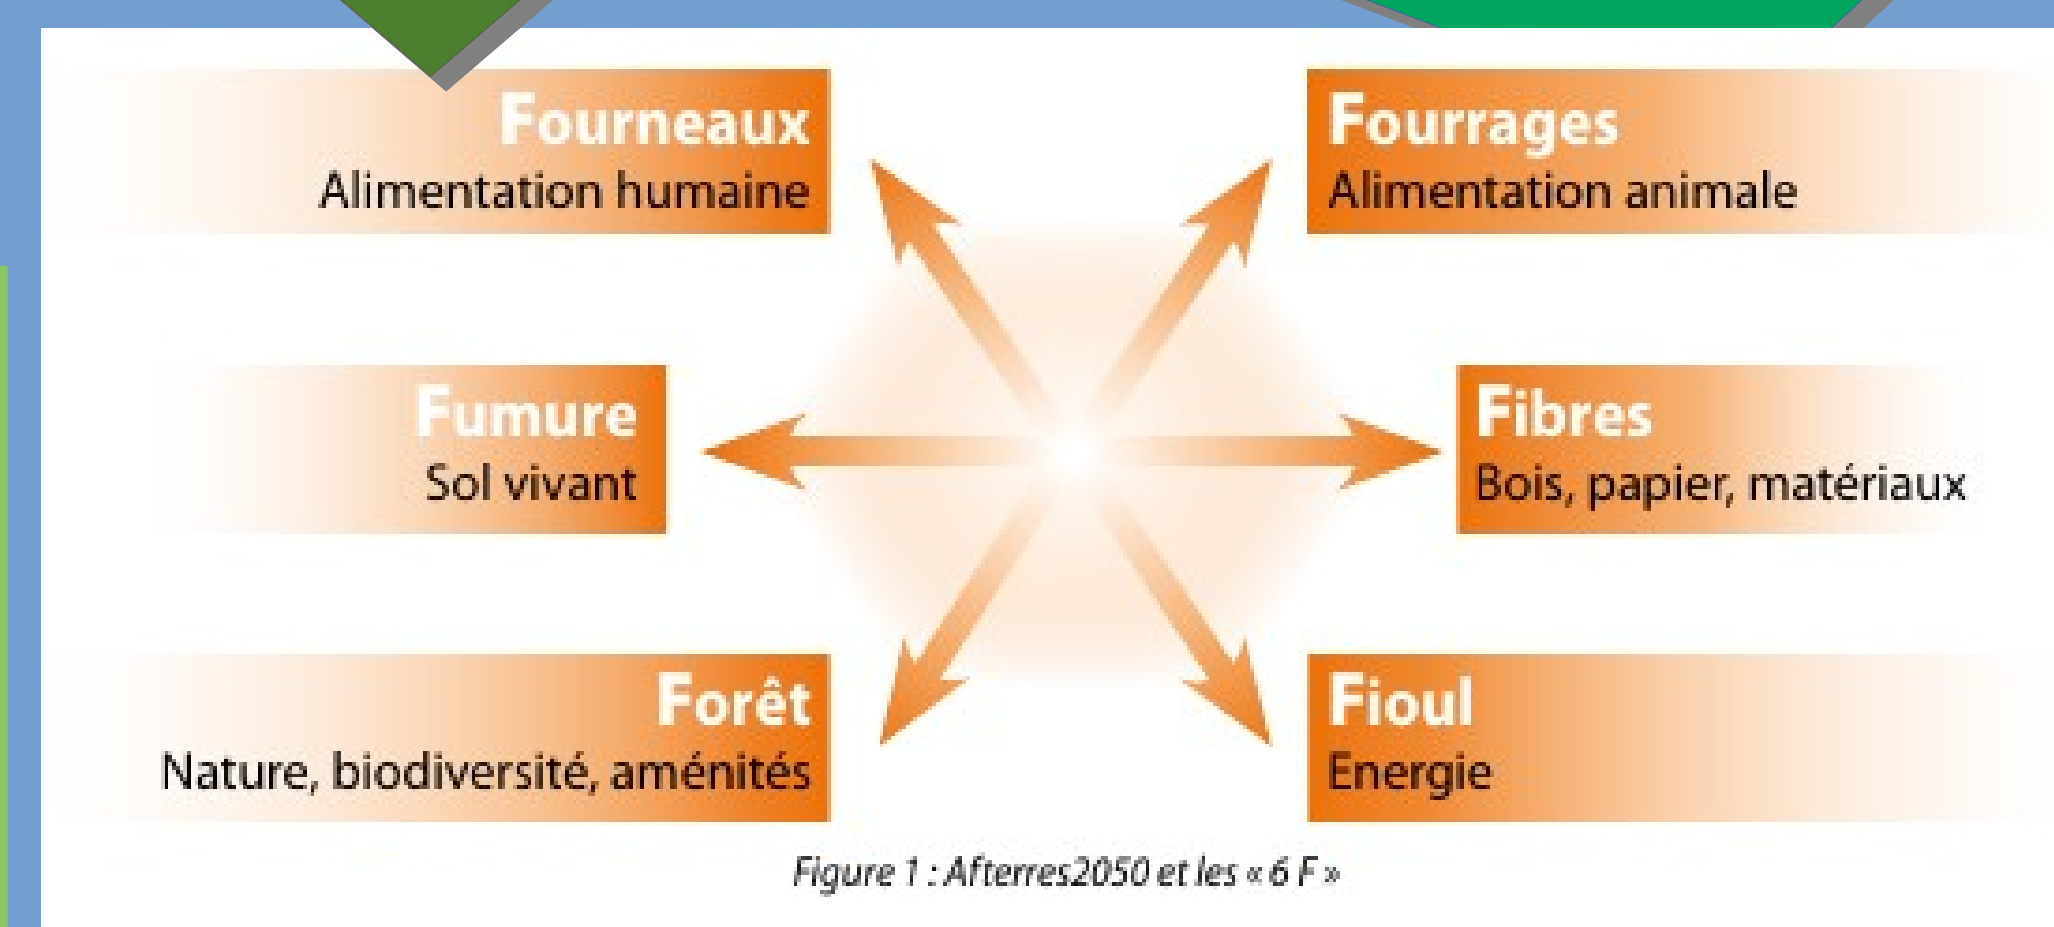 Fourneaux
Alimentation humaine
Fourrages
Alimentation animale
Fumure
Sol vivant
Fibres
Bois, papier, matériaux
Forêt
Nature, biodiversité, aménités
Fioul
Energie
Figure 1 : Afterres2050 et les « 6 F »